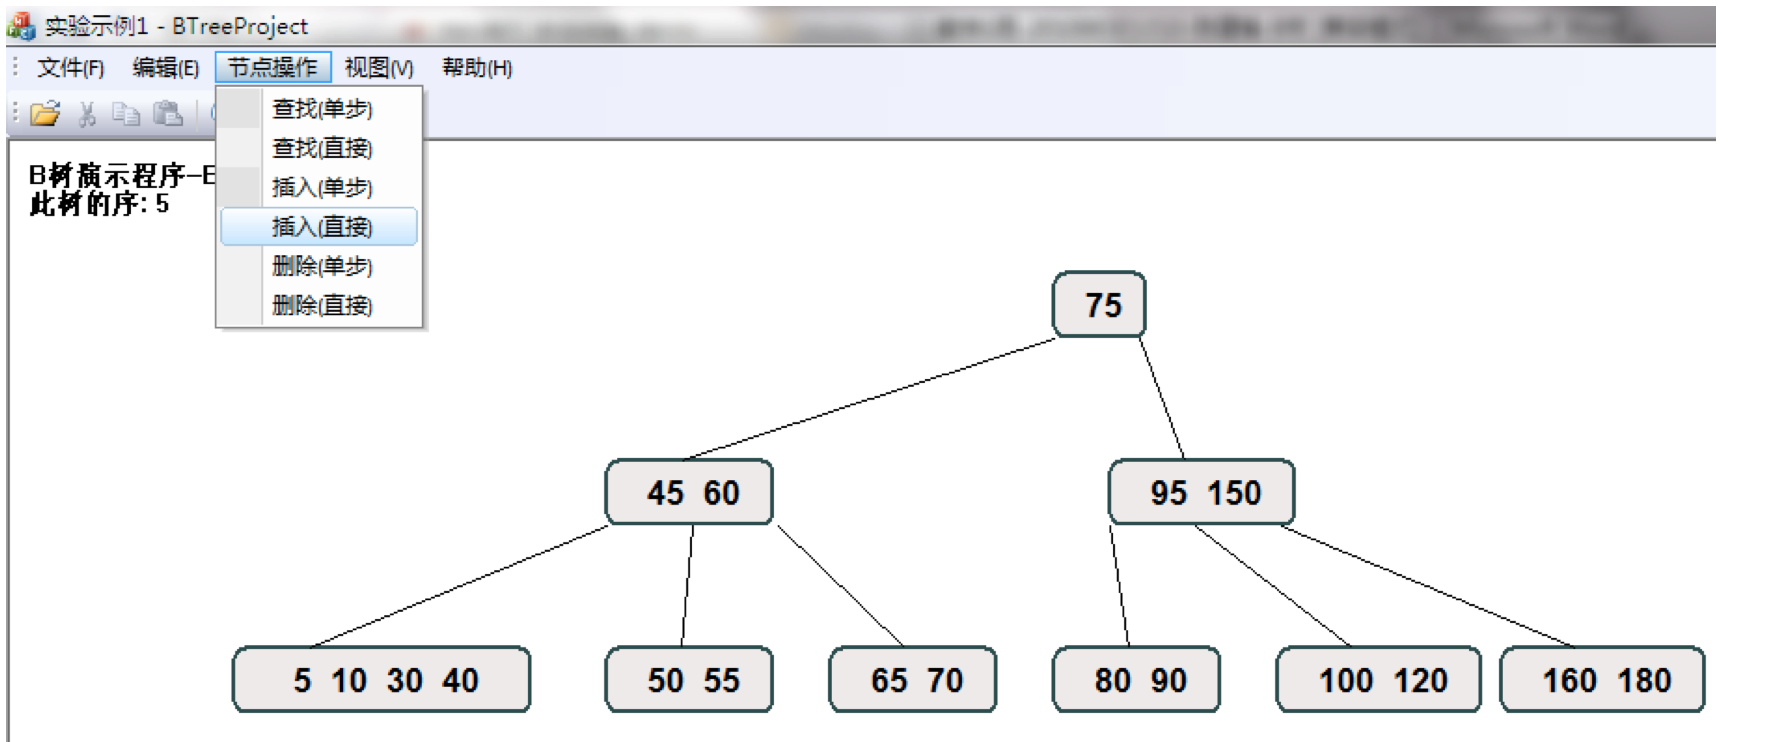 实验示例1 - BTreeProject
文件(F) 编辑(E) 节点操作 视图(V) 帮助(H)
查找(单步)
查找(直接)
插入(单步)
插入(直接)
删除(单步)
删除(直接)
B树演示程序-
此树的序:5
75
45 60
95 150
5 10 30 40
50 55
65 70
80 90
100 120
160 180